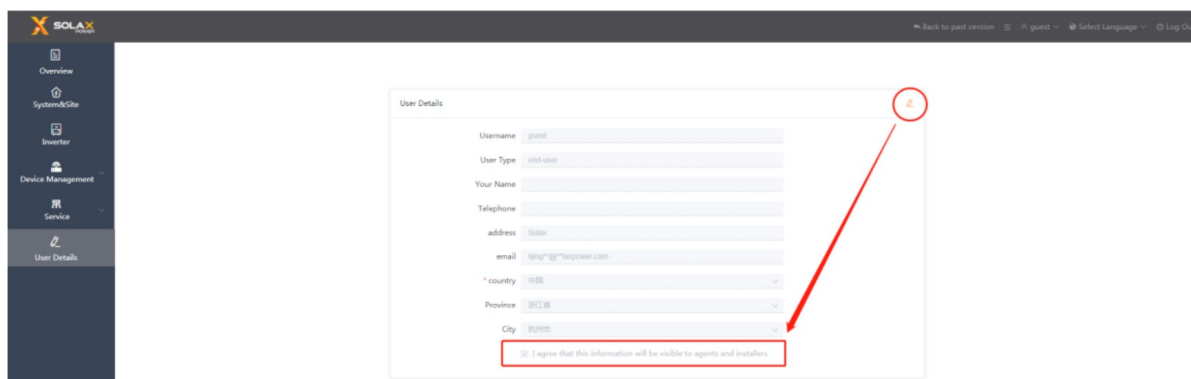 SOLAX
POWER
Back to past version guest Select Language Log Ou
Overview
System&Site
Inverter
Device Management
Service
User Details
User Details
Username guest
User Type end-user
Your Name
Telephone
address Solax
email
* country 中国
Province 浙江省
City 杭州市
I agree that this information will be visible to agents and installers